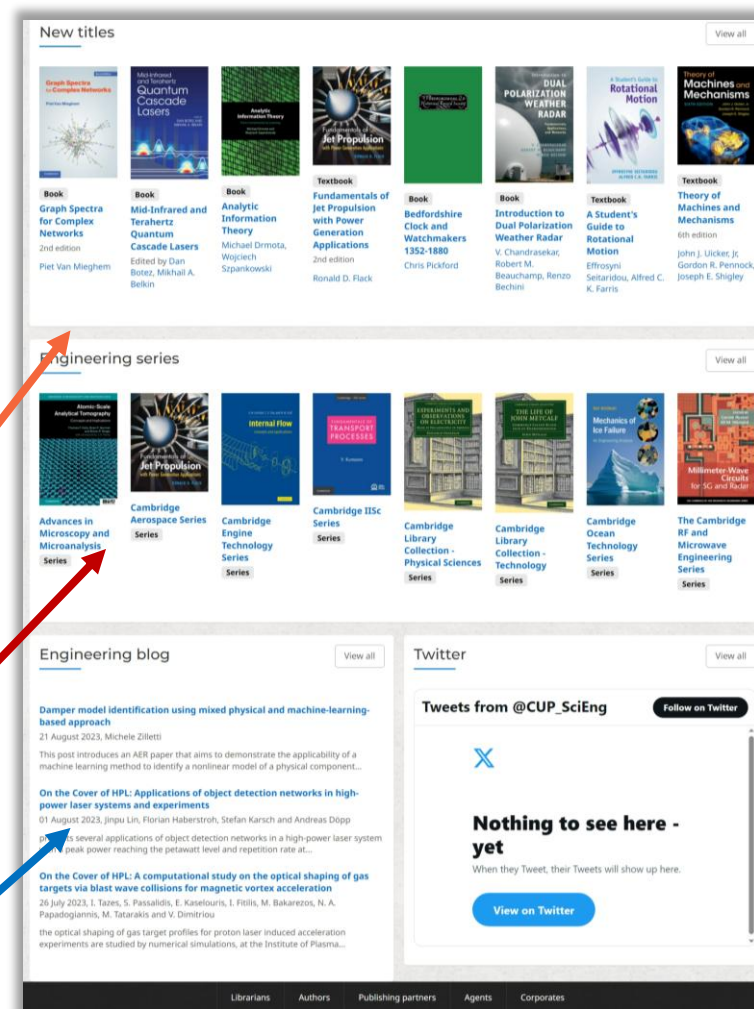 New titles
View all
Graph Spectra
for Complex Networks
Piet Van Mieghem
Mid-Infrared
and Terahertz
Quantum
Cascade
Lasers
Analytic
Information Theory
Fundamentals of
Jet Propulsion
with Power Generation Applications
DUAL
POLARIZATION
WEATHER
RADAR
A Student's Guide to
Rotational
Motion
Theory of
Machines and
Mechanisms
Book
Graph Spectra
for Complex
Networks
2nd edition
Piet Van Mieghem
Book
Mid-Infrared and
Terahertz
Quantum
Cascade Lasers
Edited by Dan
Botez, Mikhail A.
Belkin
Book
Analytic
Information
Theory
Michael Drmota,
Wojciech
Szpankowski
Textbook
Fundamentals of
Jet Propulsion
with Power
Generation
Applications
2nd edition
Ronald D. Flack
Book
Bedfordshire
Clock and
Watchmakers
1352-1880
Chris Pickford
Book
Introduction to
Dual Polarization
Weather Radar
V. Chandrasekar,
Robert M.
Beauchamp, Renzo
Bechini
Textbook
A Student's
Guide to
Rotational
Motion
Effrosyni
Seitaridou, Alfred C.
K. Farris
Textbook
Theory of
Machines and
Mechanisms
6th edition
John J. Uicker, Jr,
Gordon R. Pennock,
Joseph E. Shigley
Engineering series
View all
Atomic-Scale
Analytical Tomography
Fundamentals of
Jet Propulsion
Internal Flow
TRANSPORT
PROCESSES
EXPERIMENTS AND
OBSERVATIONS
ON ELECTRICITY
THE LIFE OF
JOHN METCALF
Mechanics of
Ice Failure
Millimeter-Wave
Circuits
for 5G and Radar
Advances in
Microscopy and
Microanalysis
Series
Cambridge
Aerospace Series
Series
Cambridge
Engine
Technology
Series
Series
Cambridge IISc
Series
Series
Cambridge
Library
Collection -
Physical Sciences
Series
Cambridge
Library
Collection -
Technology
Series
Cambridge
Ocean
Technology
Series
Series
The Cambridge
RF and
Microwave
Engineering
Series
Series
Engineering blog
View all
Damper model identification using mixed physical and machine-learning-
based approach
21 August 2023, Michele Zilletti
This post introduces an AER paper that aims to demonstrate the applicability of a
machine learning method to identify a nonlinear model of a physical component...
On the Cover of HPL: Applications of object detection networks in high-
power laser systems and experiments
01 August 2023, Jinpu Lin, Florian Haberstroh, Stefan Karsch and Andreas Döpp
several applications of object detection networks in a high-power laser system
peak power reaching the petawatt level and repetition rate at...
On the Cover of HPL: A computational study on the optical shaping of gas
targets via blast wave collisions for magnetic vortex acceleration
26 July 2023, I. Tazes, S. Passalidis, E. Kaselouris, I. Fitilis, M. Bakarezos, N. A.
Papadogiannis, M. Tatarakis and V. Dimitriou
the optical shaping of gas target profiles for proton laser induced acceleration
experiments are studied by numerical simulations, at the Institute of Plasma...
Twitter
View all
Tweets from @CUP_SciEng
Follow on Twitter
Nothing to see here -
yet
When they Tweet, their Tweets will show up here.
View on Twitter
Librarians Authors Publishing partners Agents Corporates